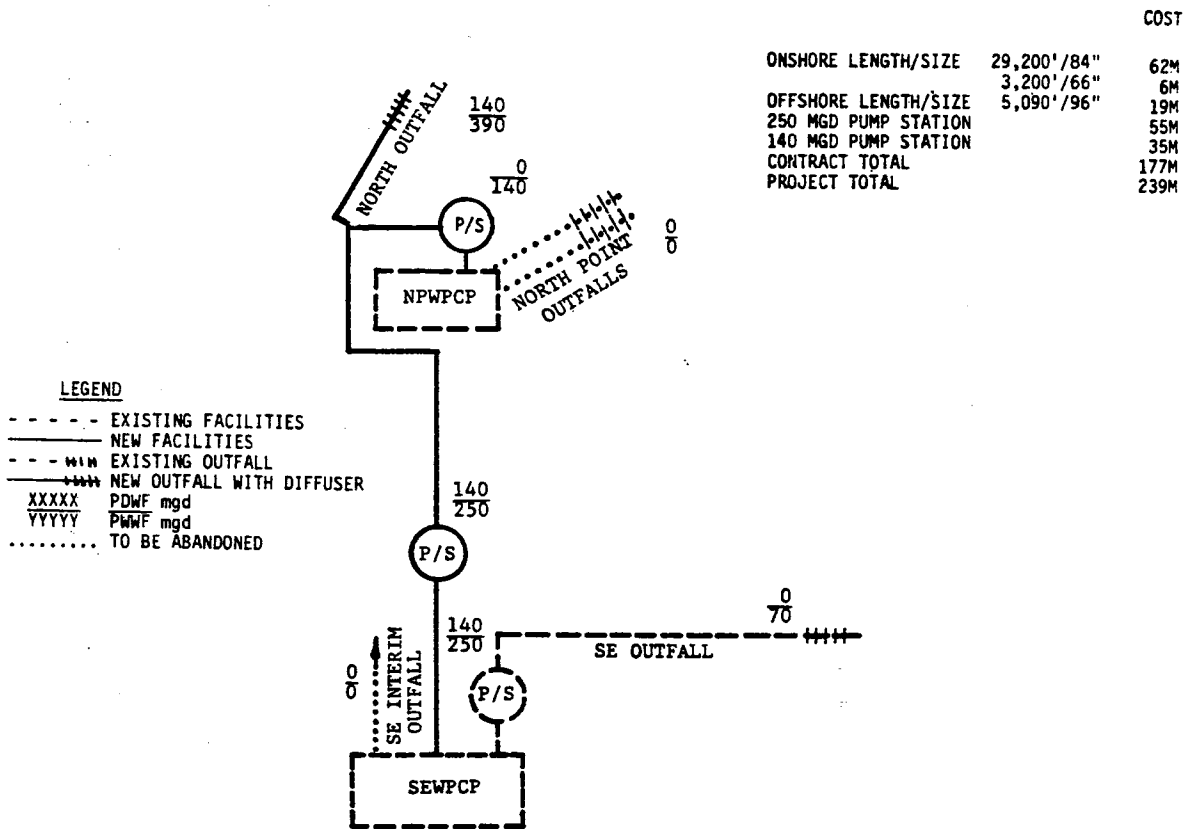 COST
ONSHORE LENGTH/SIZE 29,200'/84" 62M
3,200'/66" 6M
OFFSHORE LENGTH/SIZE 5,090'/96" 19M
250 MGD PUMP STATION 55M
140 MGD PUMP STATION 35M
CONTRACT TOTAL 177M
PROJECT TOTAL 239M
NORTH OUTFALL
140
390
0
140
P/S
NPWPCP
NORTH POINT
OUTFALLS
0
0
LEGEND
EXISTING FACILITIES
NEW FACILITIES
EXISTING OUTFALL
NEW OUTFALL WITH DIFFUSER
XXXXX PDWF mgd
YYYYY PWWF mgd
TO BE ABANDONED
140
250
P/S
140
250
0
70
SE OUTFALL
0
0
SE INTERIM
OUTFALL
P/S
SEWPCP